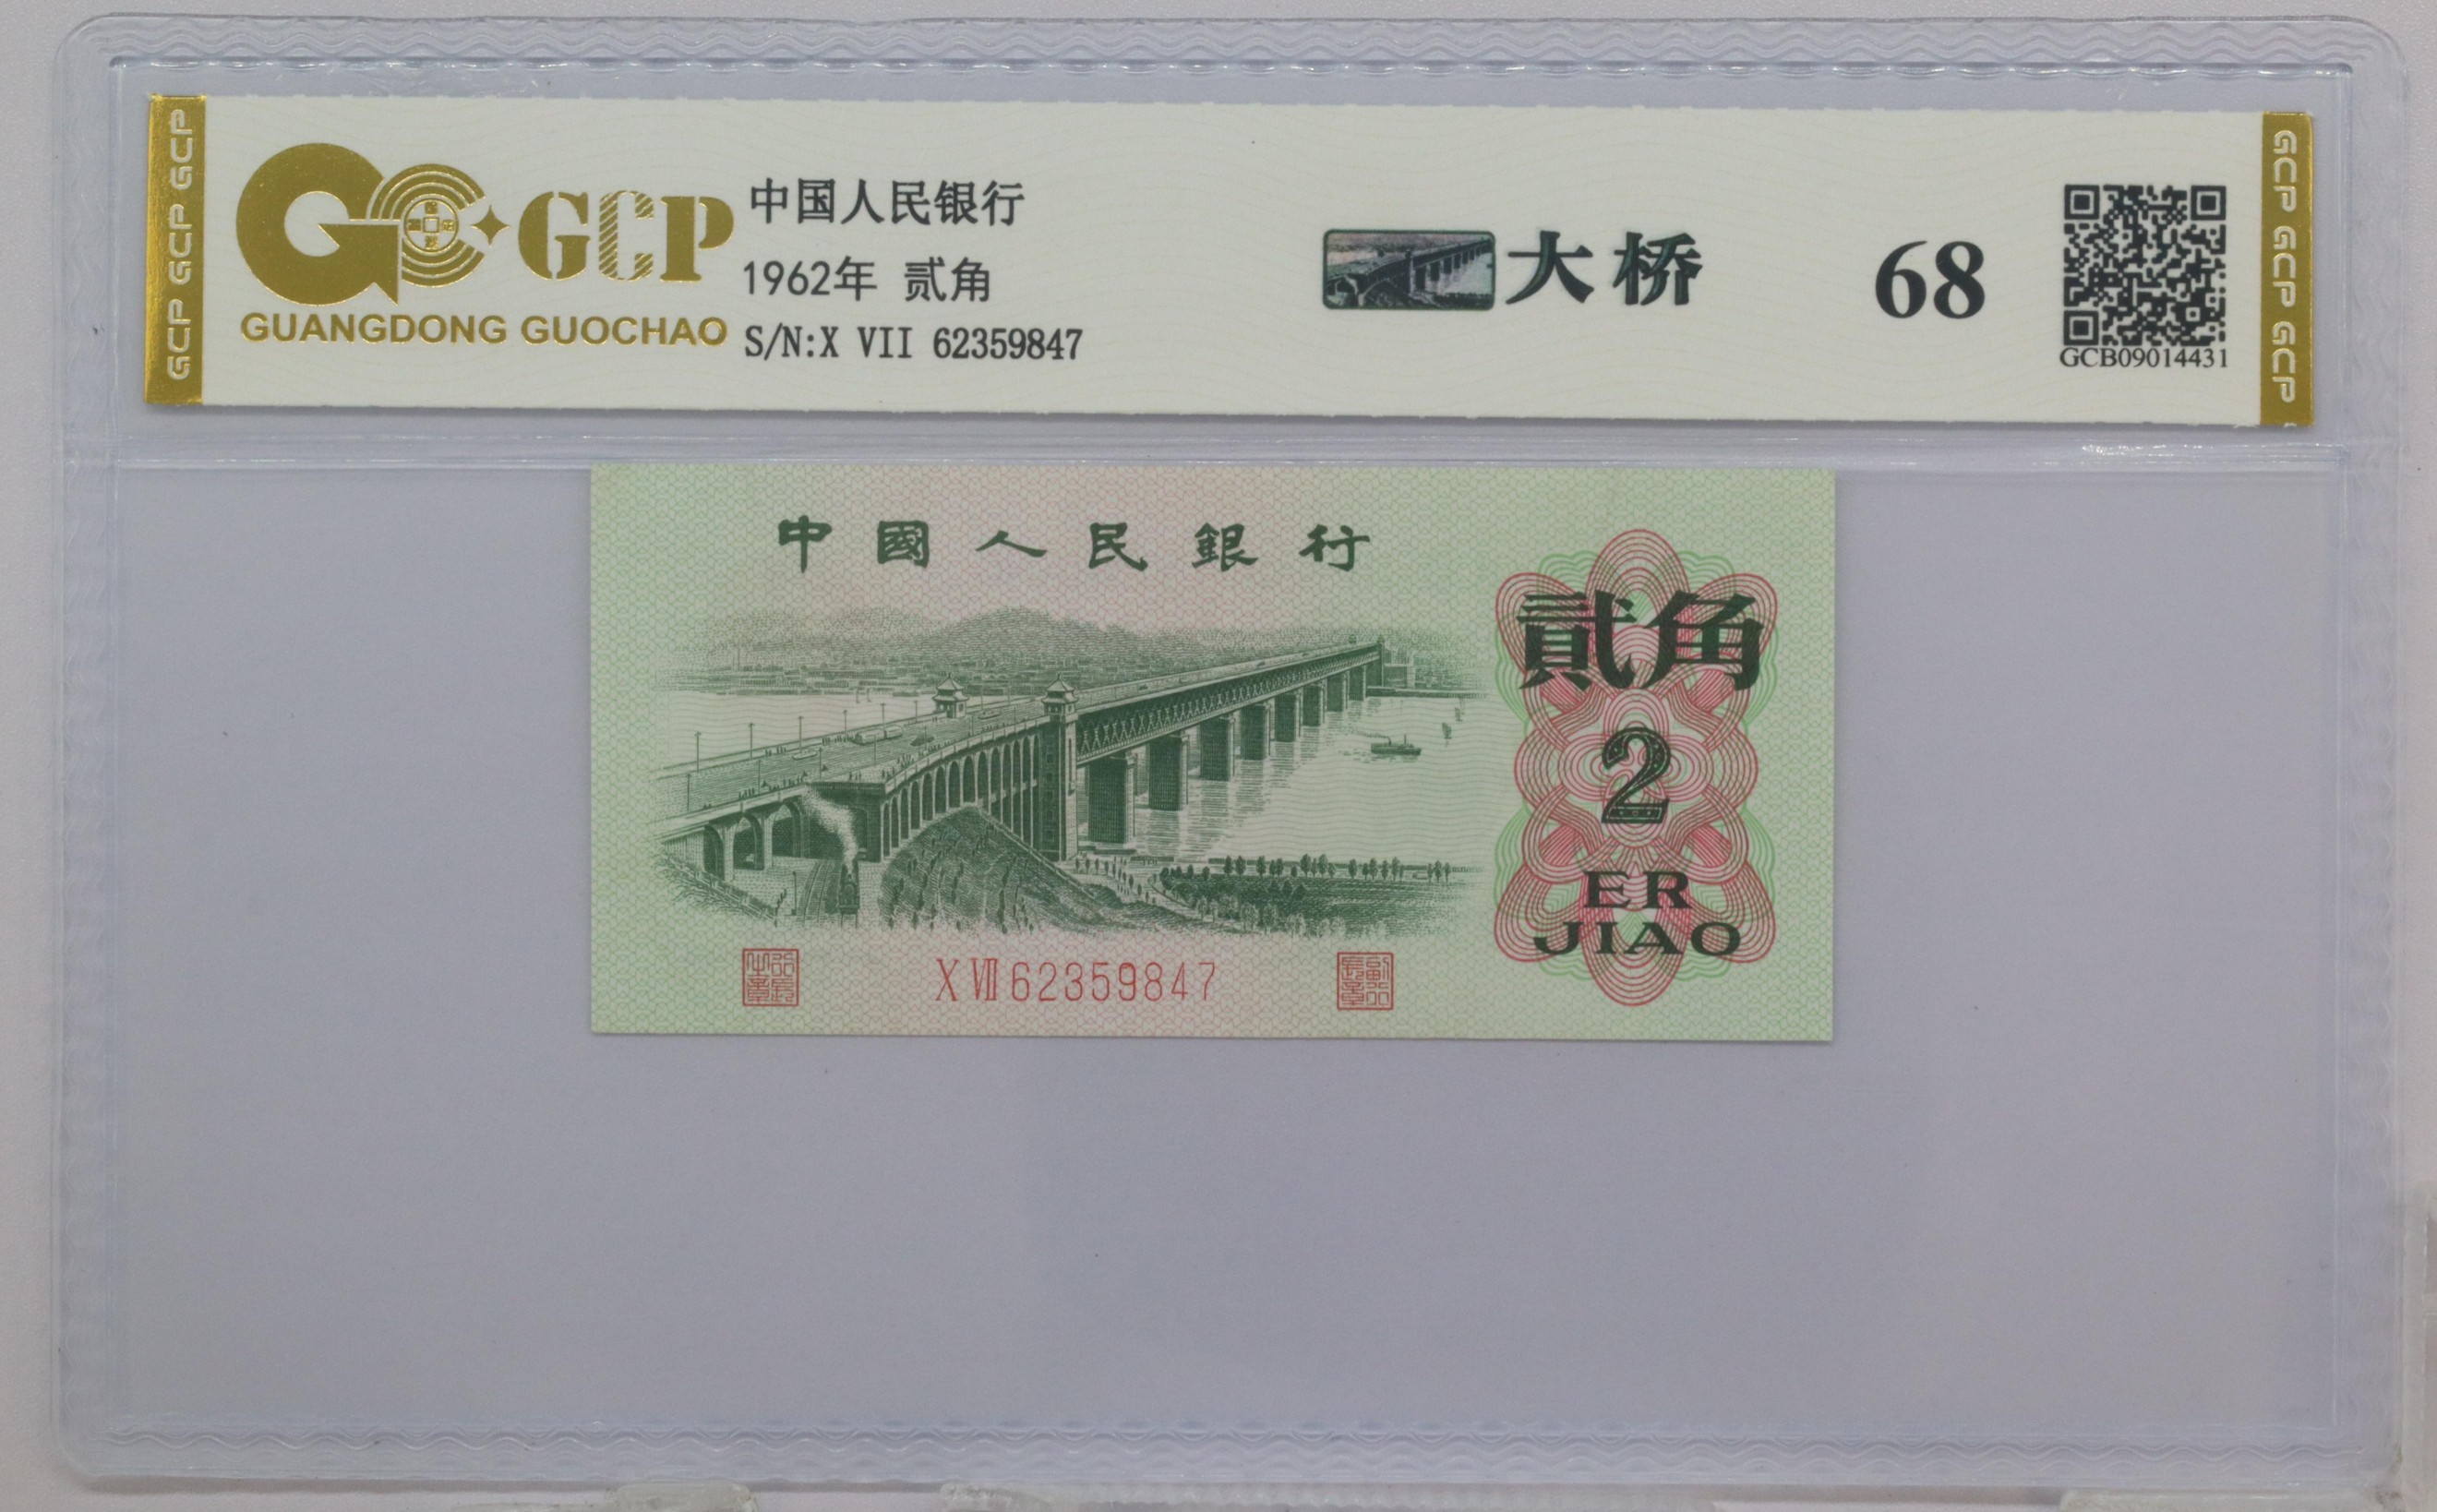 GCP GCP GCP
GCP
GUANGDONG GUOCHAO
中国人民银行
1962年 贰角
S/N:X VII 62359847
大桥
68
GCB09014431
GCP GCP GCP
中國人民銀行
貳角
2
ER
JIAO
X VII 62359847